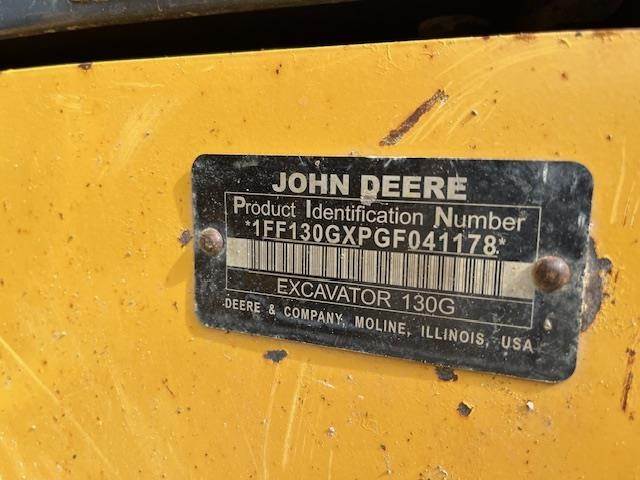 JOHN DEERE
Product Identification Number
*1FF130GXPGF041178*
EXCAVATOR 130G
DEERE & COMPANY, MOLINE, ILLINOIS, USA